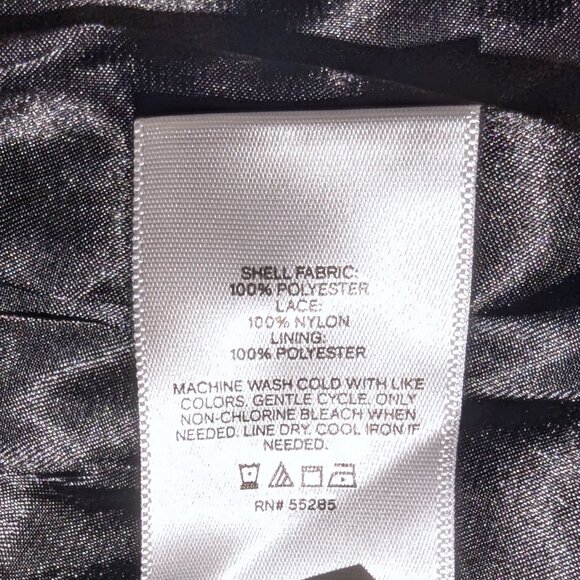 SHELL FABRIC:
100% POLYESTER
LACE:
100% NYLON
LINING:
100% POLYESTER
MACHINE WASH COLD WITH LIKE
COLORS. GENTLE CYCLE. ONLY
NON-CHLORINE BLEACH WHEN
NEEDED. LINE DRY. COOL IRON IF
NEEDED.
RN# 55285